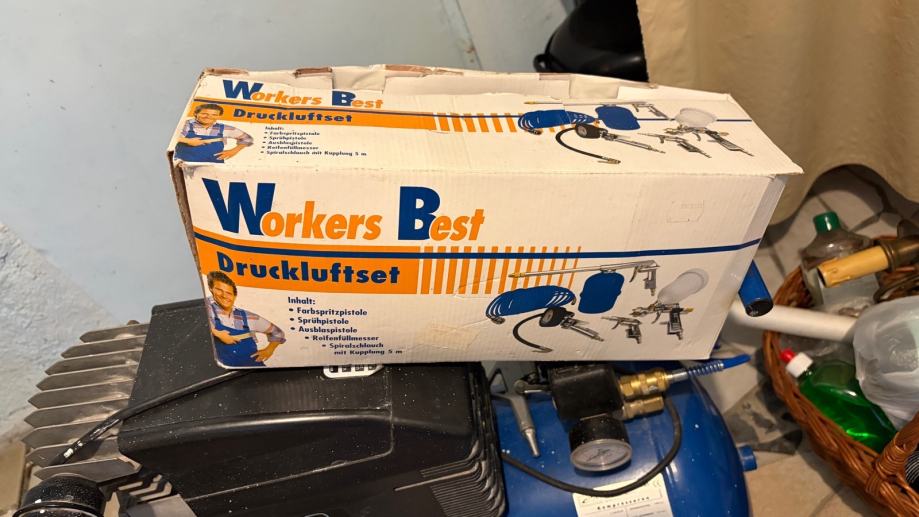 Workers Best
Druckluftset
Inhalt:
• Farbspritzpistole
• Sprühpistole
• Ausblaspistole
• Reifenfüllmesser
• Spiralschlauch mit Kupplung 5 m
Workers Best
Druckluftset
Inhalt:
• Farbspritzpistole
• Sprühpistole
• Ausblaspistole
• Reifenfüllmesser
• Spiralschlauch
mit Kupplung 5 m
Kompressoren